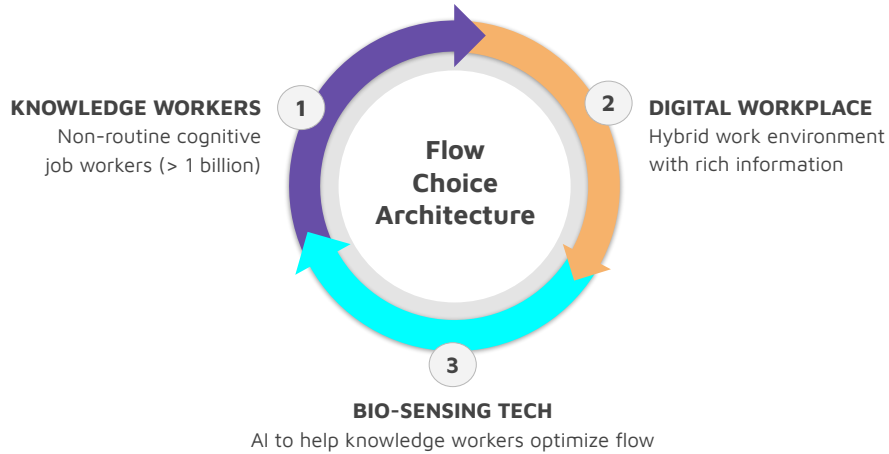 1
KNOWLEDGE WORKERS
Non-routine cognitive
job workers (> 1 billion)
Flow
Choice
Architecture
2
DIGITAL WORKPLACE
Hybrid work environment
with rich information
3
BIO-SENSING TECH
AI to help knowledge workers optimize flow